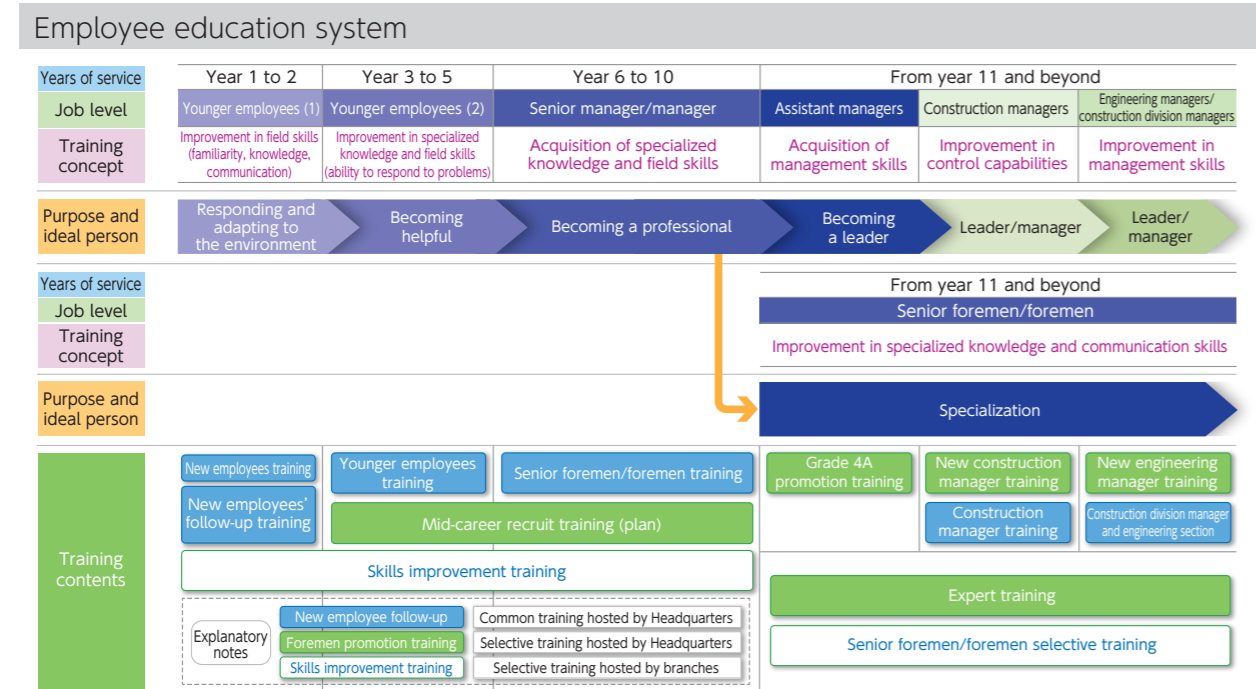 Employee education system
Years of service
Year 1 to 2
Year 3 to 5
Year 6 to 10
From year 11 and beyond
Job level
Younger employees (1)
Younger employees (2)
Senior manager/manager
Assistant managers
Construction managers
Engineering managers/
construction division managers
Training
concept
Improvement in field skills
(familiarity, knowledge,
communication)
Improvement in specialized
knowledge and field skills
(ability to respond to problems)
Acquisition of specialized
knowledge and field skills
Acquisition of
management skills
Improvement in
control capabilities
Improvement in
management skills
Purpose and
ideal person
Responding and
adapting to
the environment
Becoming
helpful
Becoming a professional
Becoming
a leader
Leader/manager
Leader/
manager
Years of service
From year 11 and beyond
Job level
Senior foremen/foremen
Training
concept
Improvement in specialized knowledge and communication skills
Purpose and
ideal person
Specialization
Training
contents
New employees training
New employees'
follow-up training
Younger employees
training
Senior foremen/foremen training
Mid-career recruit training (plan)
Skills improvement training
Grade 4A
promotion training
New construction
manager training
New engineering
manager training
Construction
manager training
Construction division manager
and engineering section
Expert training
Senior foremen/foremen selective training
Explanatory
notes
New employee follow-up
Common training hosted by Headquarters
Foremen promotion training
Selective training hosted by Headquarters
Skills improvement training
Selective training hosted by branches